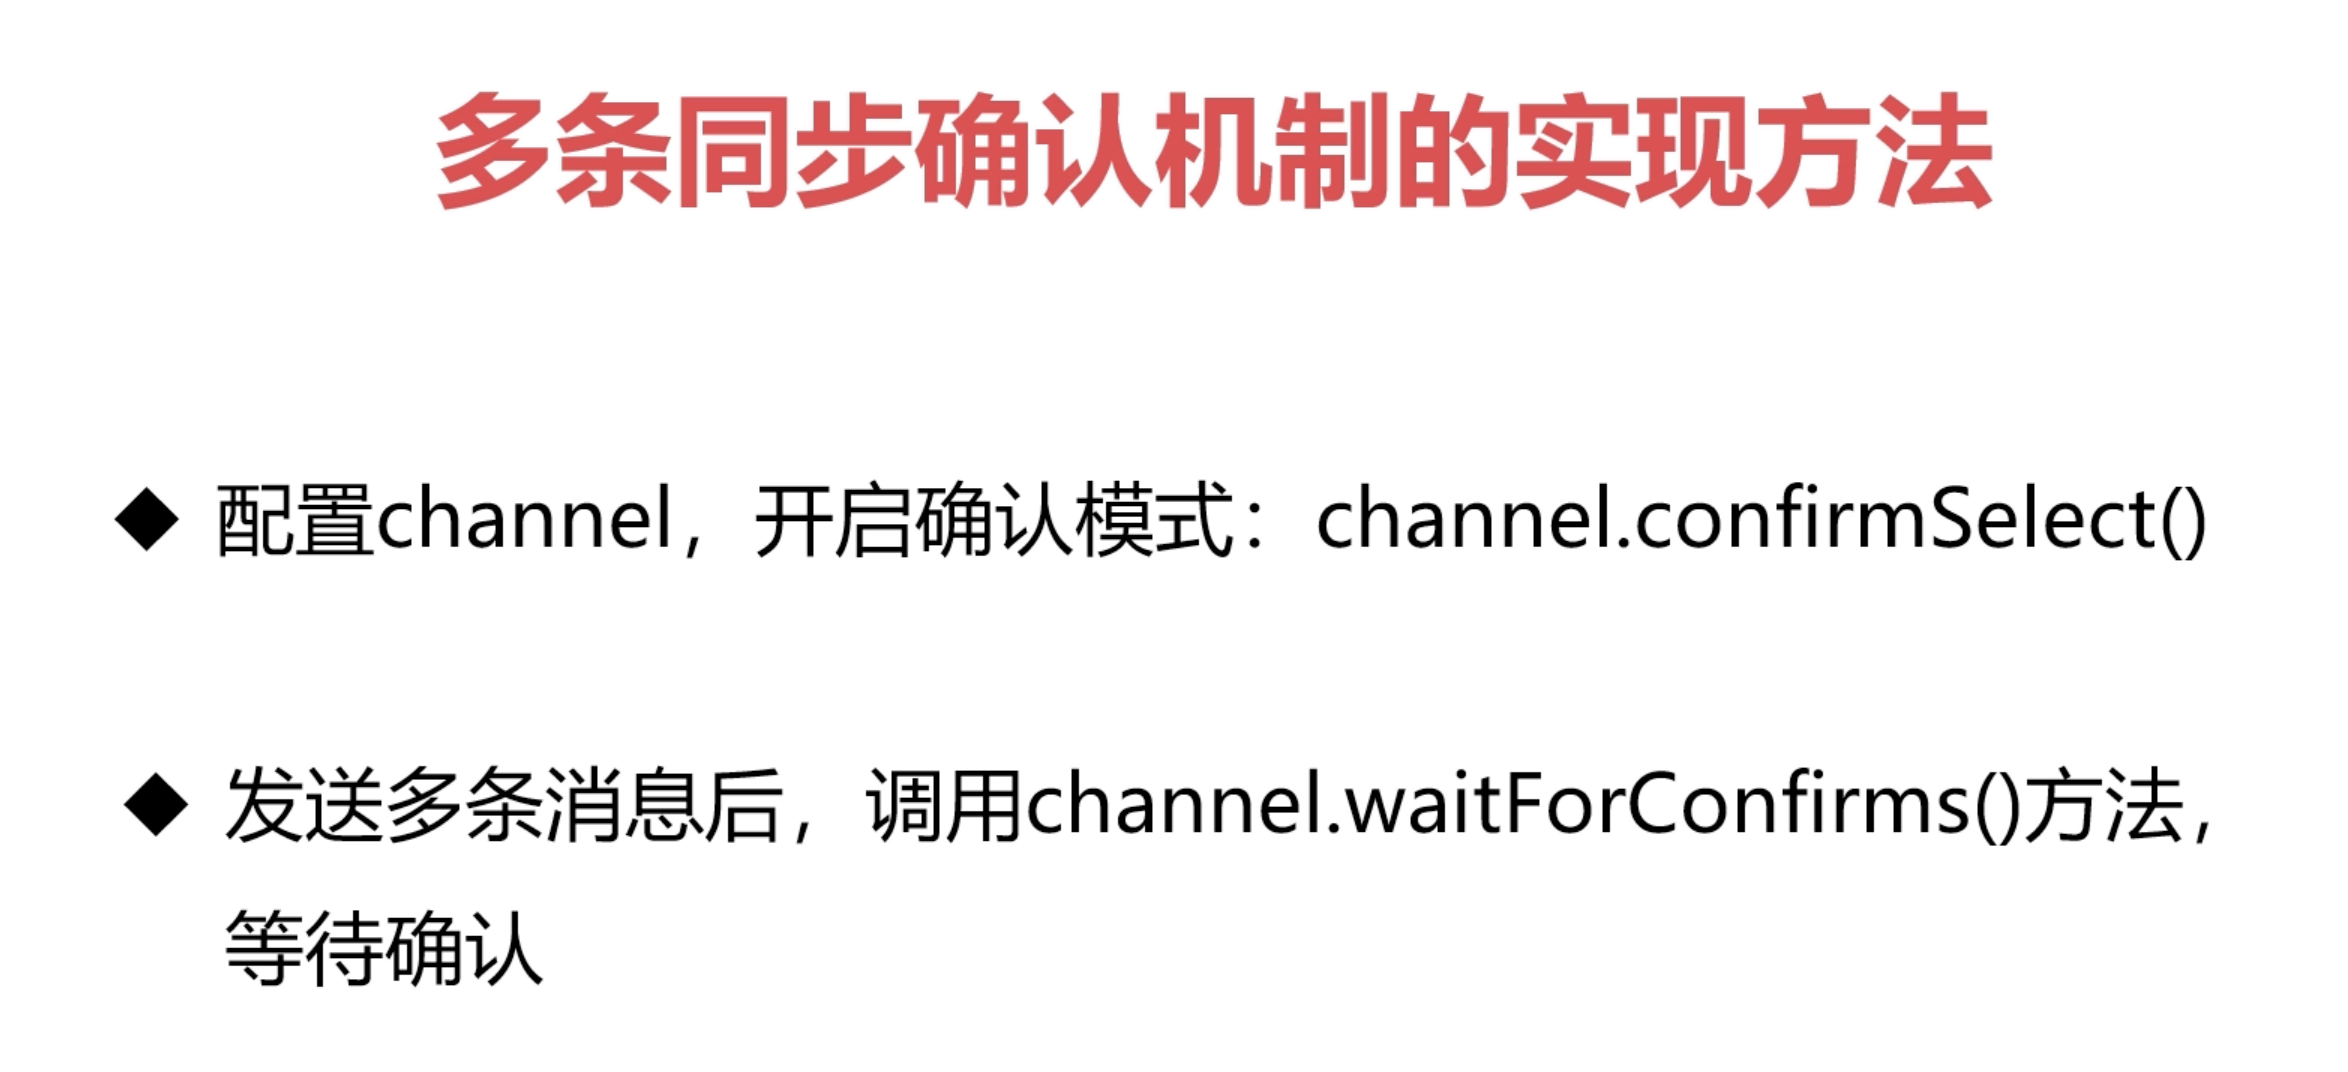 多条同步确认机制的实现方法
◆ 配置channel，开启确认模式：channel.confirmSelect()
◆ 发送多条消息后，调用channel.waitForConfirms()方法，
等待确认